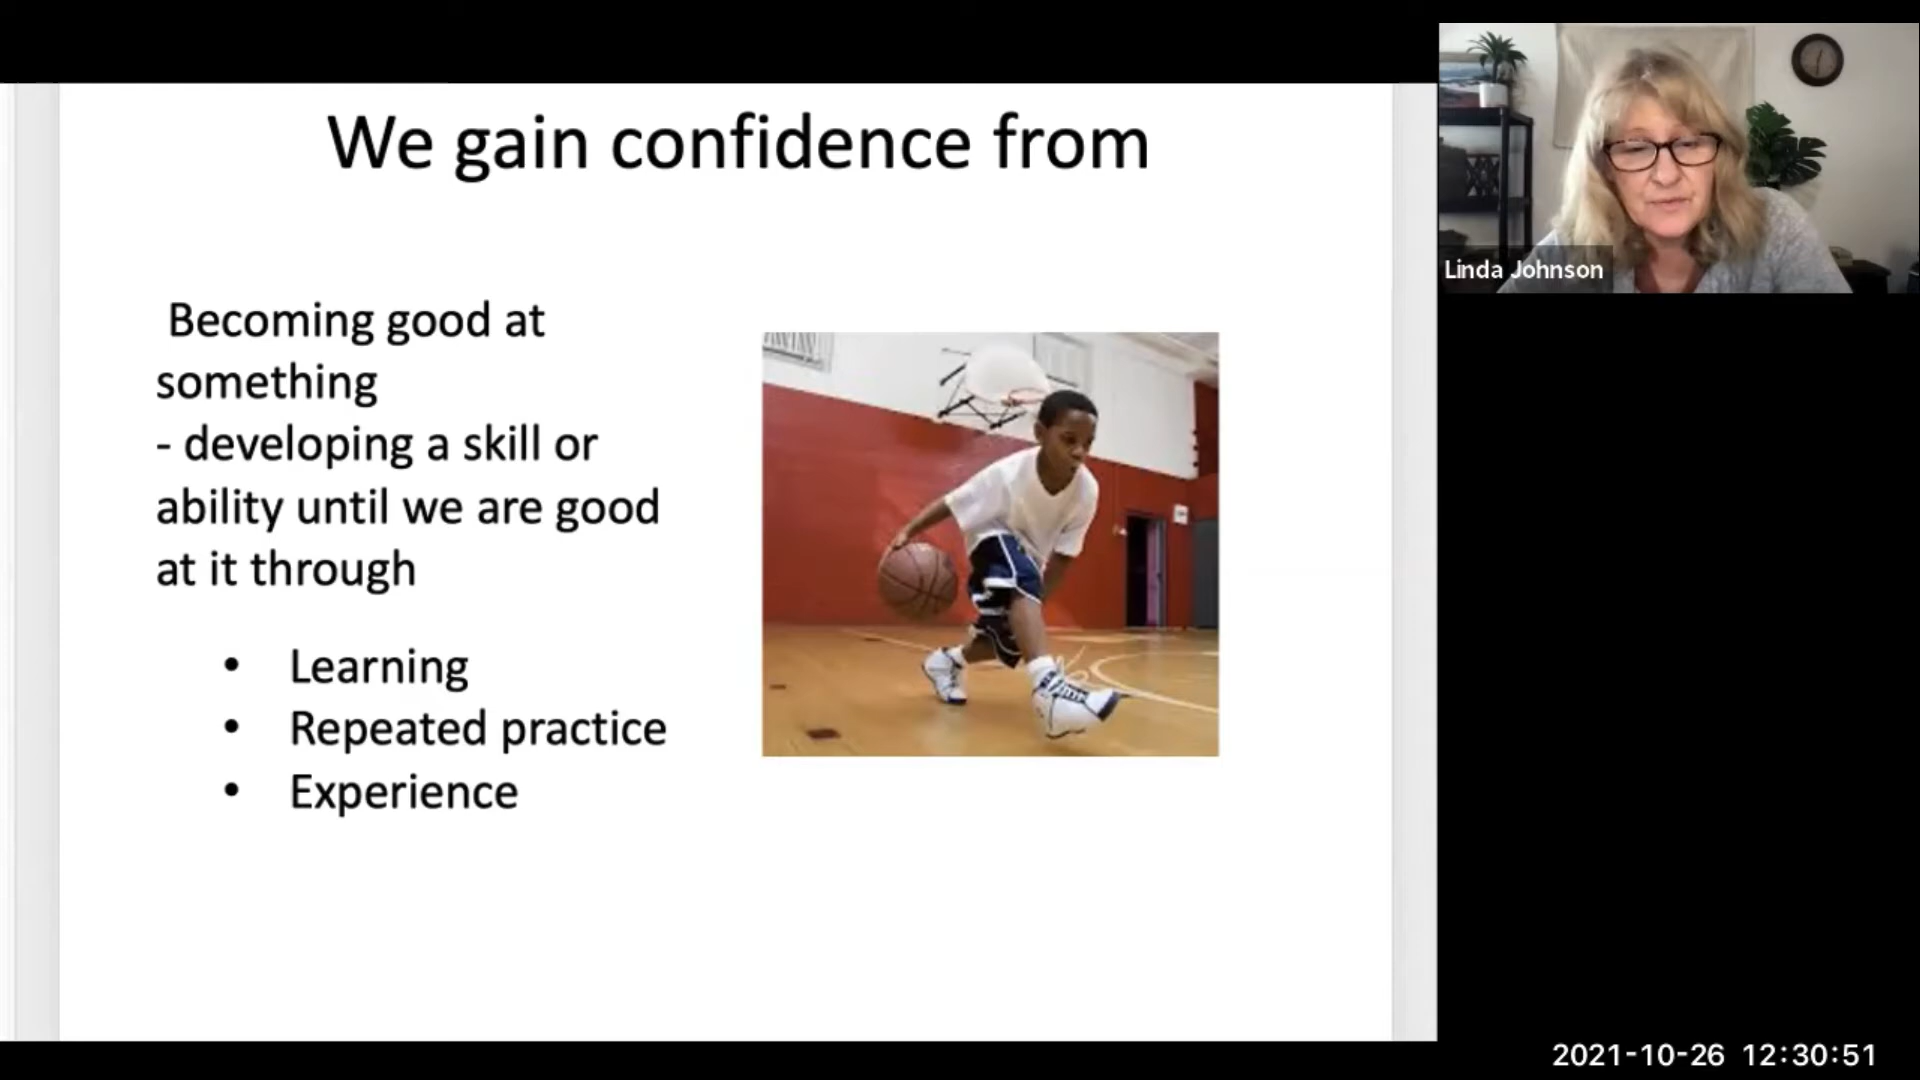 We gain confidence from
Becoming good at
something
- developing a skill or
ability until we are good
at it through
• Learning
• Repeated practice
• Experience
Linda Johnson
2021-10-26 12:30:51